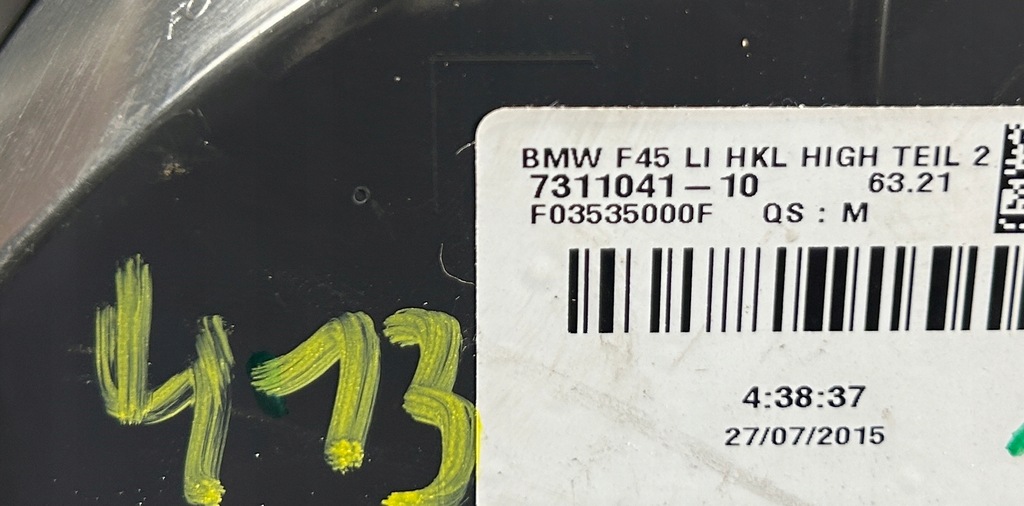 BMW F45 LI HKL HIGH TEIL 2
7311041-10 63.21
F03535000F QS : M
4:38:37
27/07/2015
413